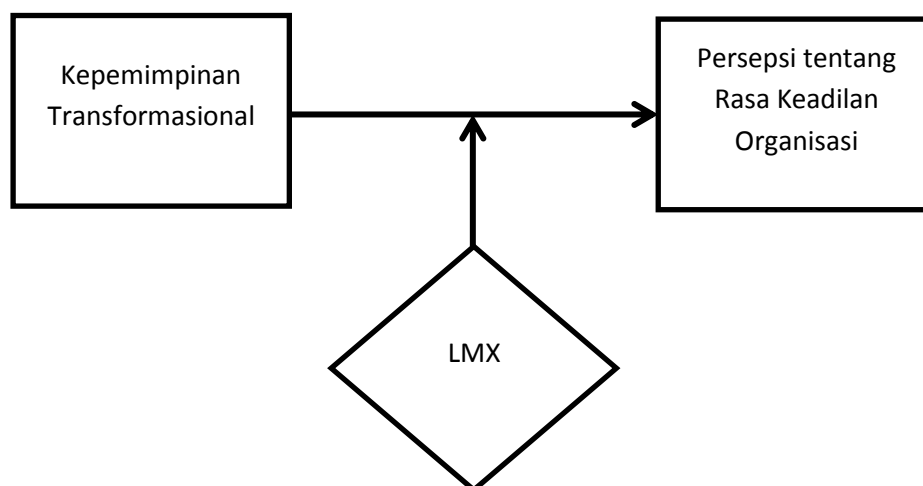 Kepemimpinan
Transformasional
Persepsi tentang
Rasa Keadilan
Organisasi
LMX